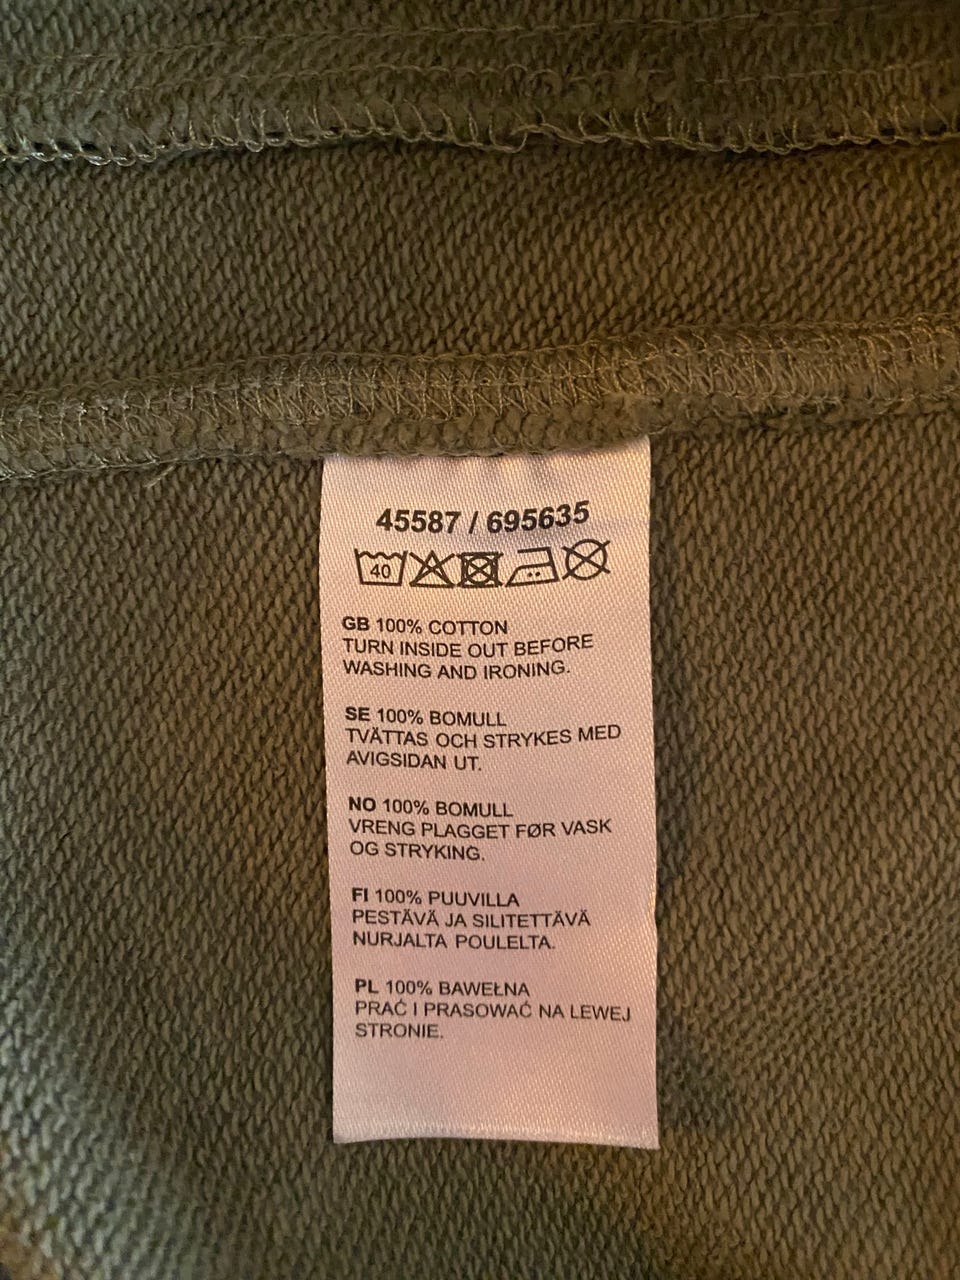 45587 / 695635
40
GB 100% COTTON
TURN INSIDE OUT BEFORE
WASHING AND IRONING.
SE 100% BOMULL
TVÄTTAS OCH STRYKES MED
AVIGSIDAN UT.
NO 100% BOMULL
VRENG PLAGGET FØR VASK
OG STRYKING.
FI 100% PUUVILLA
PESTÄVÄ JA SILITETTÄVÄ
NURJALTA POULELTA.
PL 100% BAWEŁNA
PRAĆ I PRASOWAĆ NA LEWEJ
STRONIE.